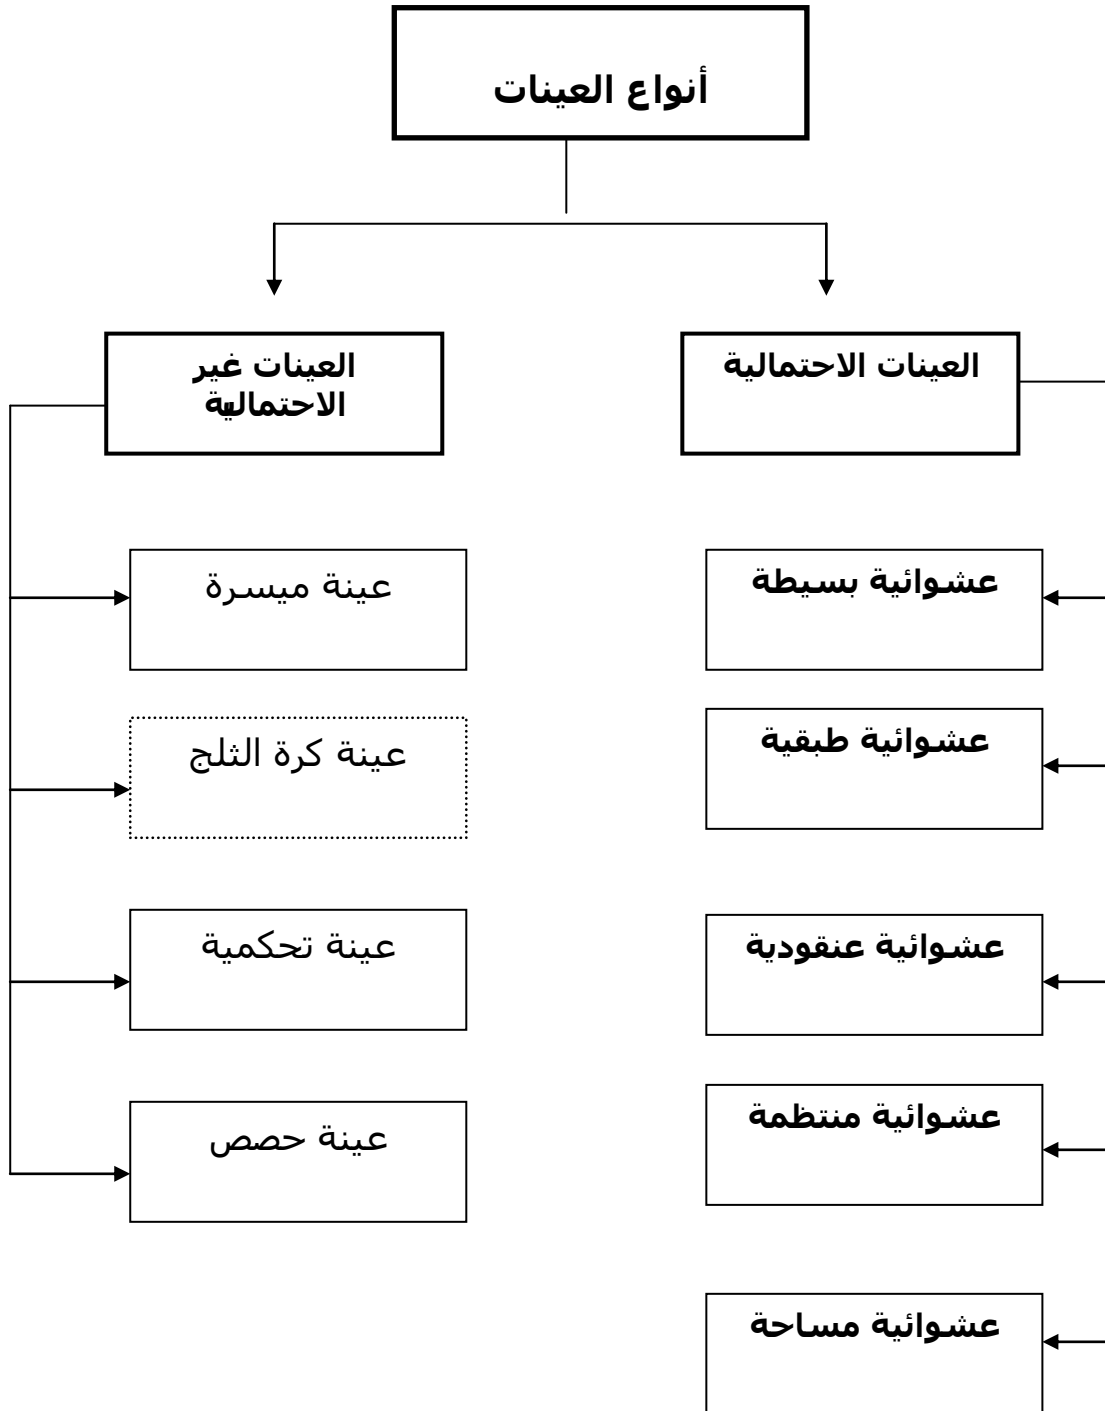 أنواع العينات
العينات الاحتمالية
العينات غير
الاحتمالية
عشوائية بسيطة
عينة ميسرة
عشوائية طبقية
عينة كرة الثلج
عشوائية عنقودية
عينة تحكمية
عشوائية منتظمة
عينة حصص
عشوائية مساحة